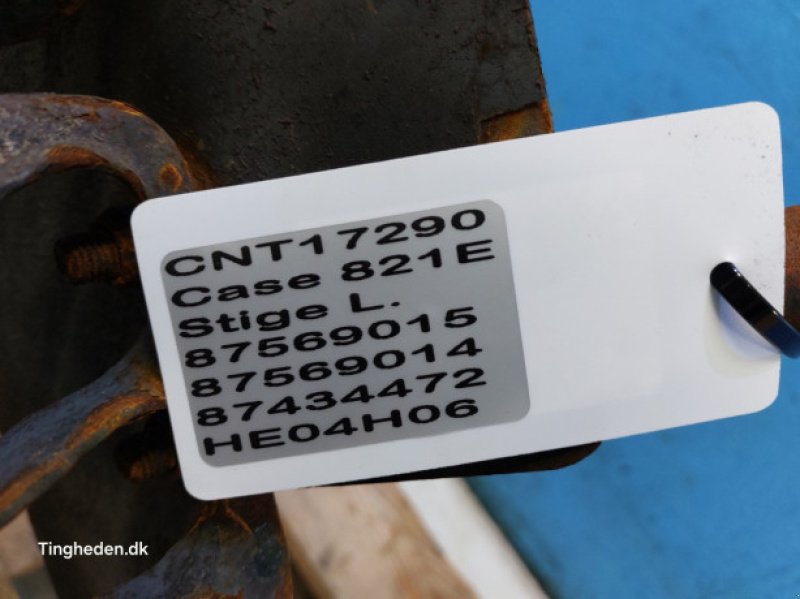 CNT17290
Case 821E
Stige L.
87569015
87569014
87434472
HE04H06
Tingheden.dk